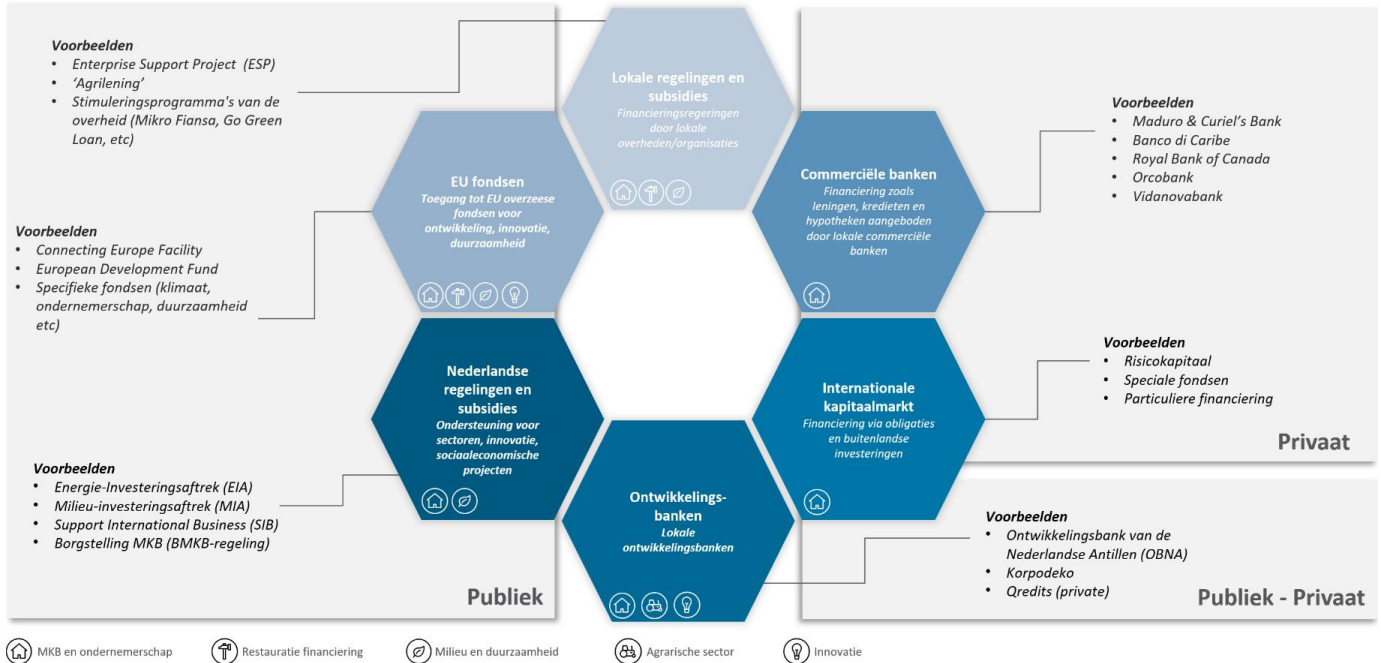 Voorbeelden
• Enterprise Support Project (ESP)
• ‘Agrilening’
• Stimuleringsprogramma's van de
overheid (Mikro Fiansa, Go Green
Loan, etc)
Lokale regelingen en
subsidies
Financieringsregeringen
door lokale
overheden/organisaties
Voorbeelden
• Maduro & Curiel’s Bank
• Banco di Caribe
• Royal Bank of Canada
• Orcobank
• Vidanovabank
EU fondsen
Toegang tot EU overzeese
fondsen voor
ontwikkeling, innovatie,
duurzaamheid
Commerciële banken
Financiering zoals
leningen, kredieten en
hypotheken aangeboden
door lokale commerciële
banken
Voorbeelden
• Connecting Europe Facility
• European Development Fund
• Specifieke fondsen (klimaat,
ondernemerschap, duurzaamheid
etc)
Nederlandse
regelingen en
subsidies
Ondersteuning voor
sectoren, innovatie,
sociaaleconomische
projecten
Internationale
kapitaalmarkt
Financiering via obligaties
en buitenlandse
investeringen
Voorbeelden
• Risicokapitaal
• Speciale fondsen
• Particuliere financiering
Privaat
Voorbeelden
• Energie-Investeringsaftrek (EIA)
• Milieu-investeringsaftrek (MIA)
• Support International Business (SIB)
• Borgstelling MKB (BMKB-regeling)
Publiek
Ontwikkelings-
banken
Lokale
ontwikkelingsbanken
Voorbeelden
• Ontwikkelingsbank van de
Nederlandse Antillen (OBNA)
• Korpodeko
• Qredits (private)
Publiek - Privaat
MKB en ondernemerschap
Restauratie financiering
Milieu en duurzaamheid
Agrarische sector
Innovatie